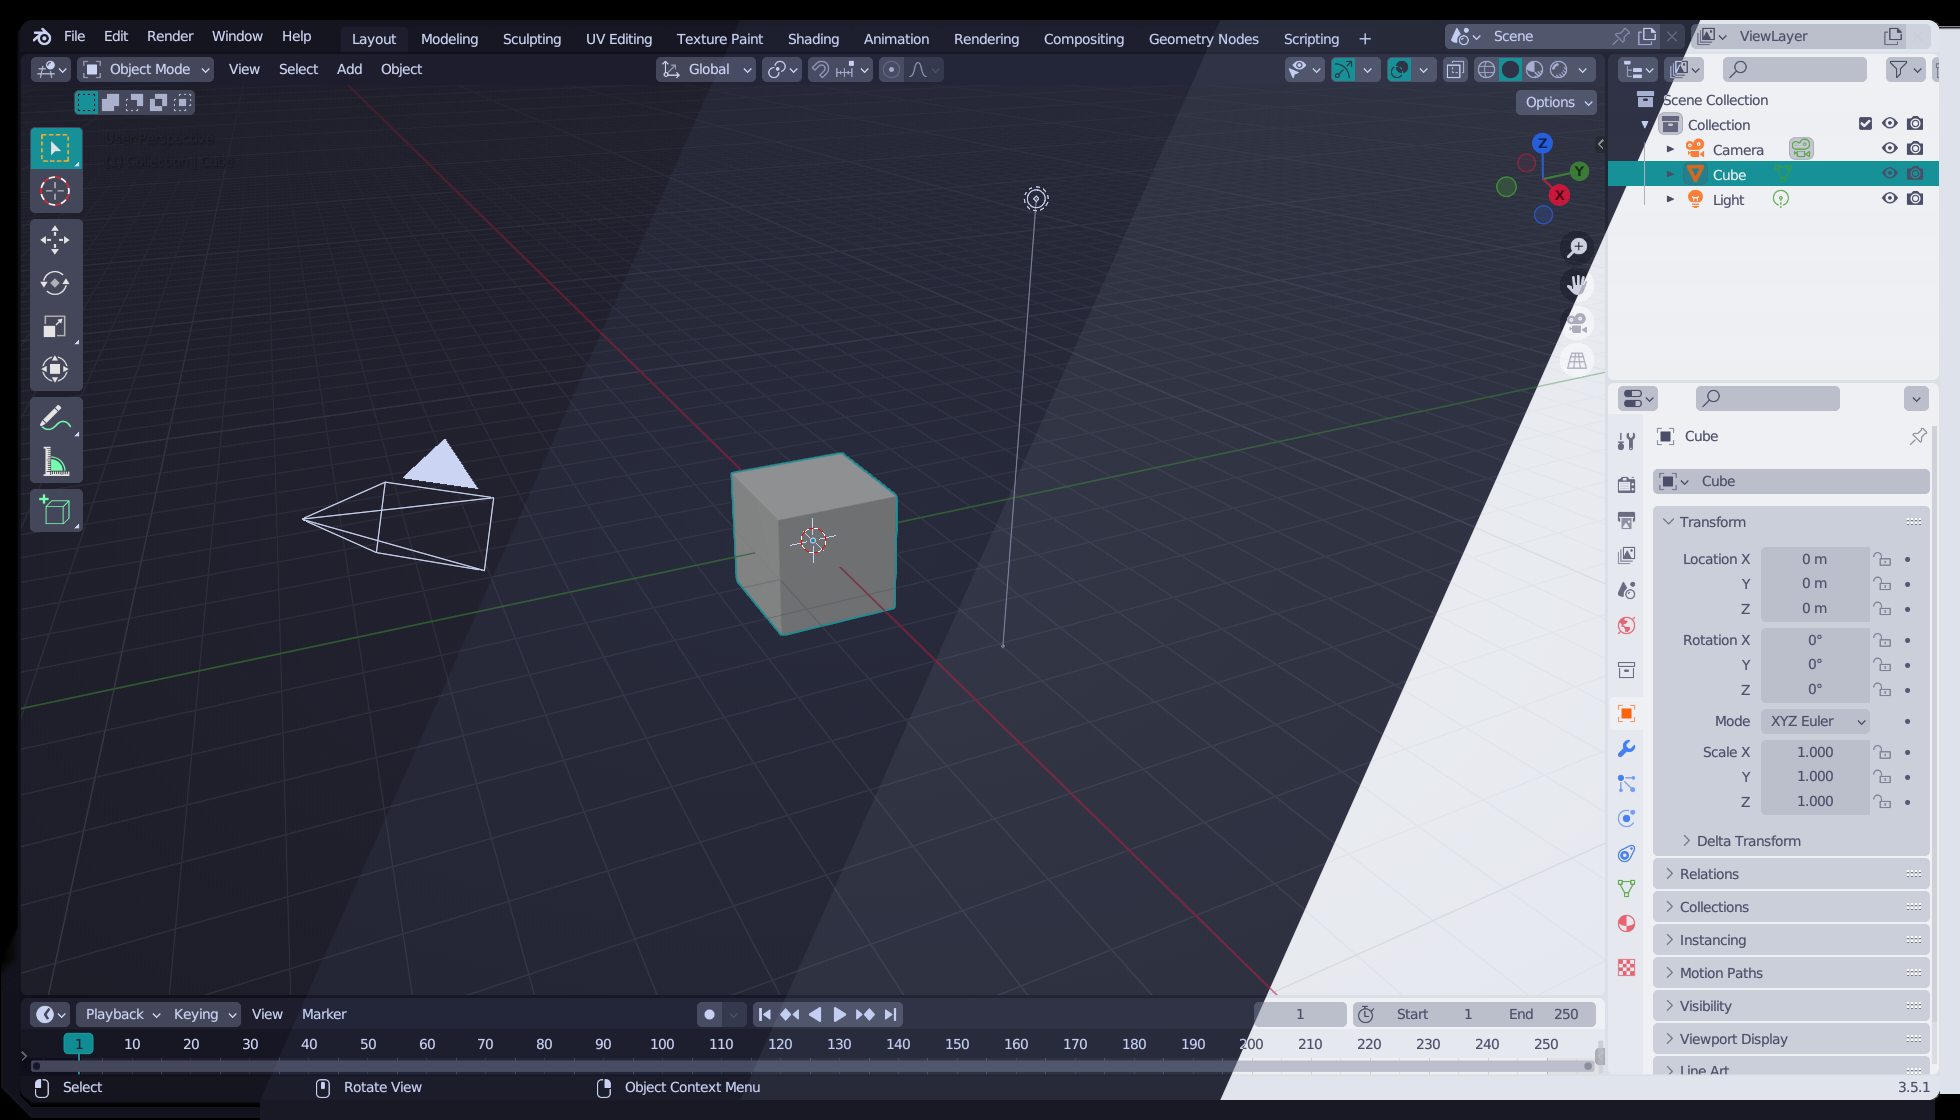 File Edit Render Window Help Layout Modeling Sculpting UV Editing Texture Paint Shading Animation Rendering Compositing Geometry Nodes Scripting + Scene ViewLayer
Object Mode View Select Add Object Global
Options
User Perspective
(1) Collection | Cube
Z
Y
X
Scene Collection
Collection
Camera
Cube
Light
Cube
Cube
Transform
Location X 0 m
Y 0 m
Z 0 m
Rotation X 0°
Y 0°
Z 0°
Mode XYZ Euler
Scale X 1.000
Y 1.000
Z 1.000
Delta Transform
Relations
Collections
Instancing
Motion Paths
Visibility
Viewport Display
Line Art
Playback Keying View Marker 1 Start 1 End 250
1 10 20 30 40 50 60 70 80 90 100 110 120 130 140 150 160 170 180 190 200 210 220 230 240 250
Select Rotate View Object Context Menu 3.5.1